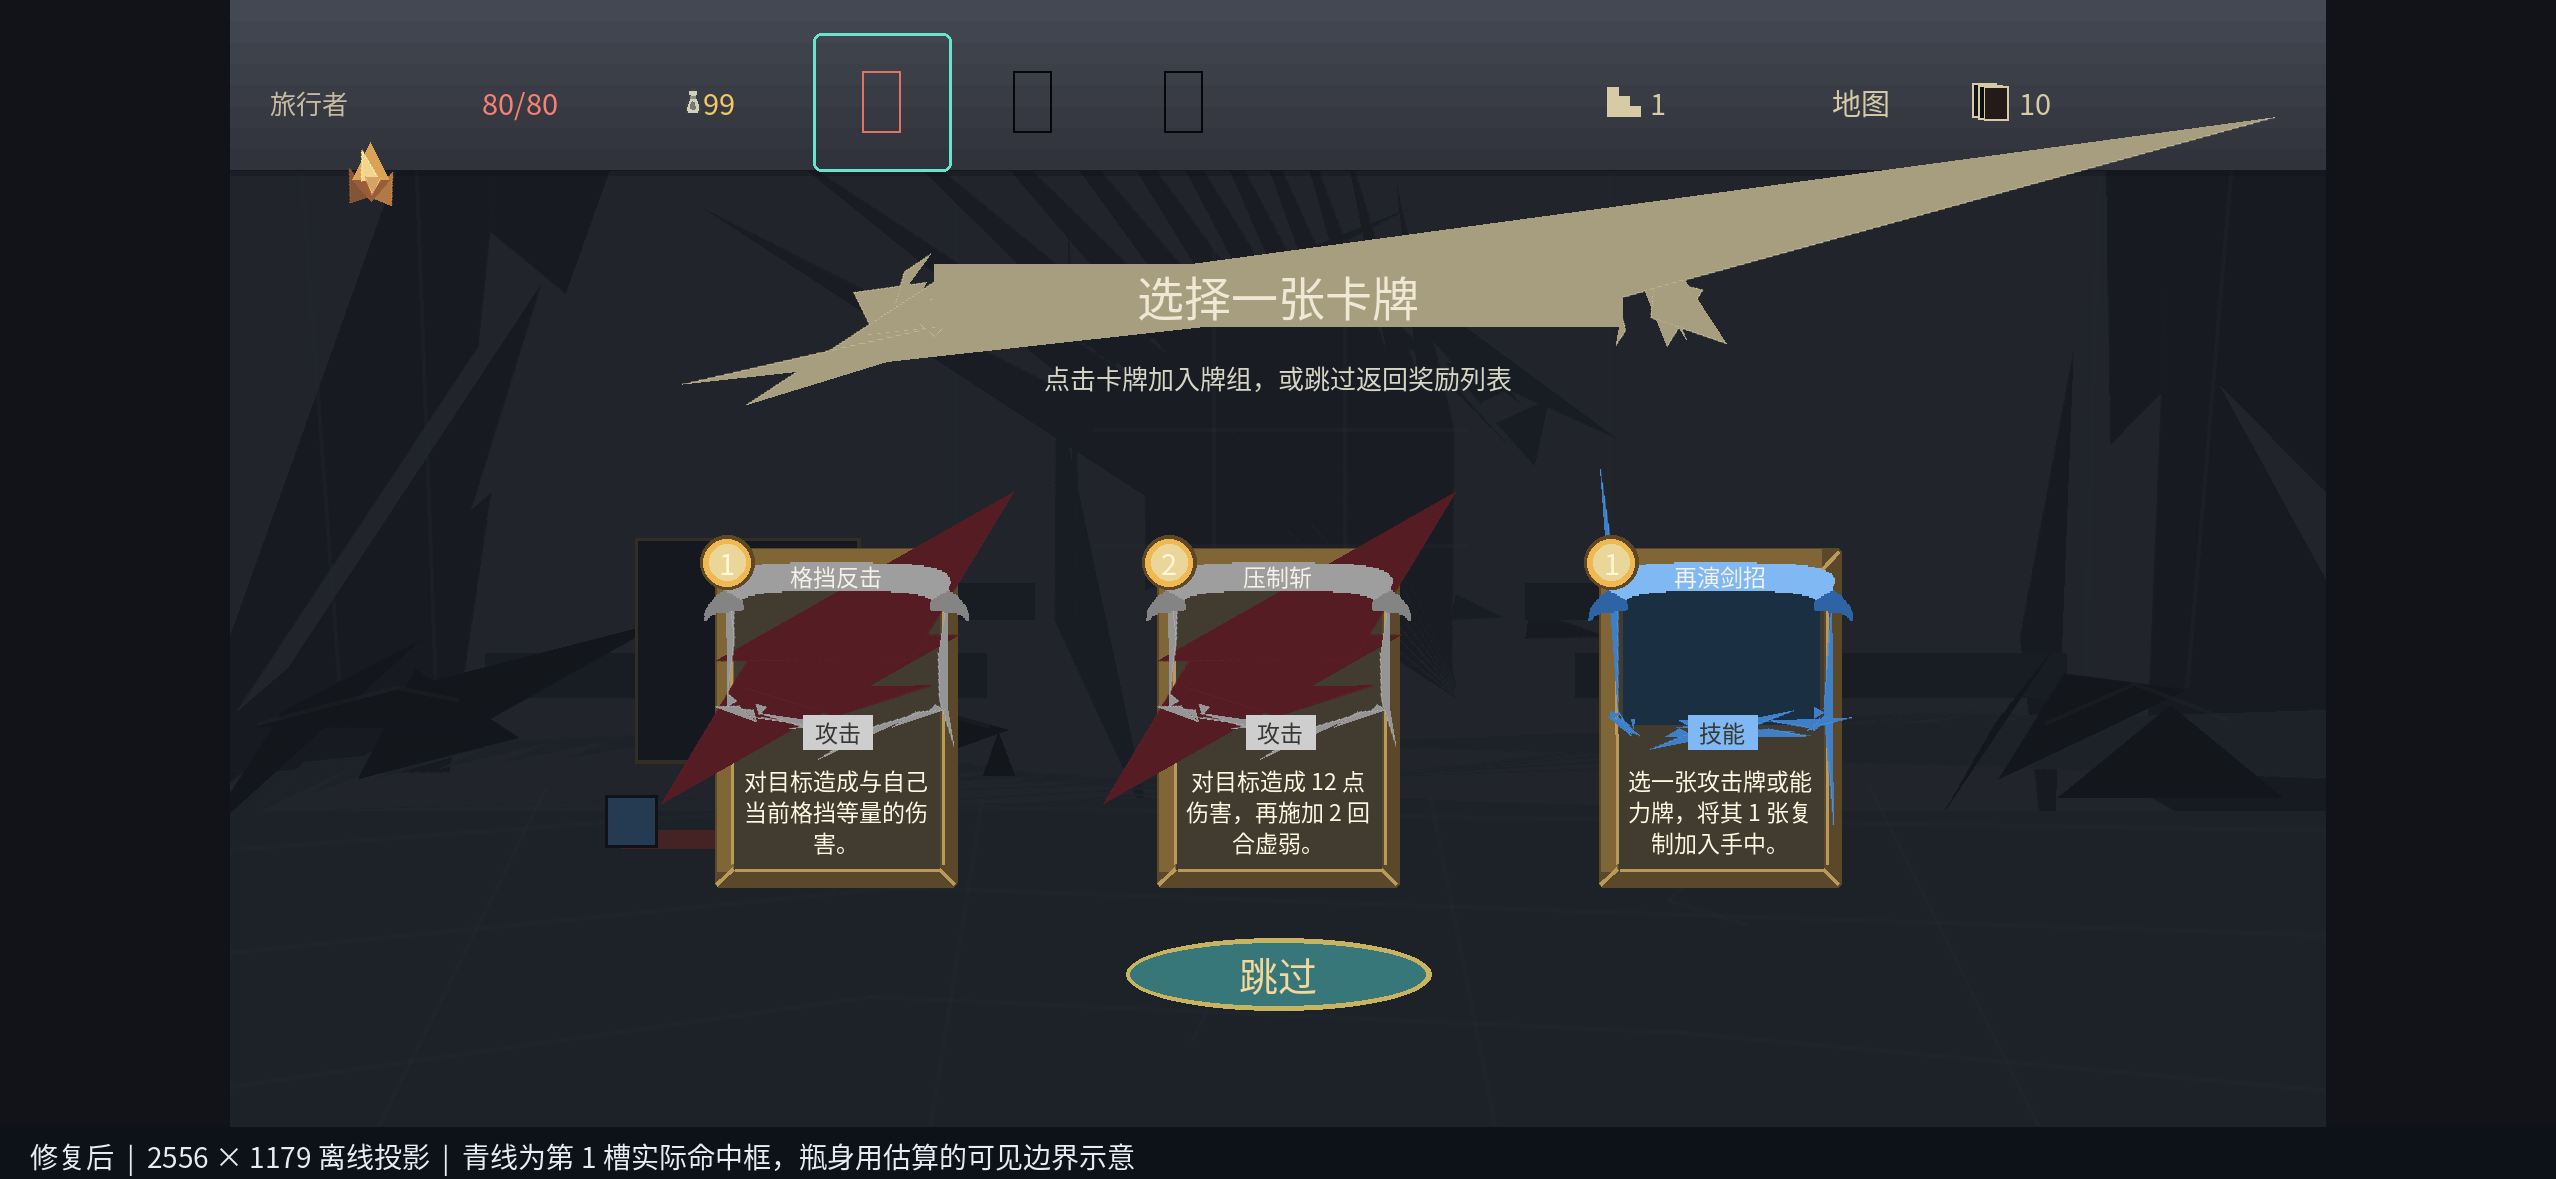 旅行者 80/80 99 1 地图 10
选择一张卡牌
点击卡牌加入牌组，或跳过返回奖励列表
1
格挡反击
攻击
对目标造成与自己
当前格挡等量的伤
害。
2
压制斩
攻击
对目标造成 12 点
伤害，再施加 2 回
合虚弱。
1
再演剑招
技能
选一张攻击牌或能
力牌，将其 1 张复
制加入手中。
跳过
修复后 | 2556 × 1179 离线投影 | 青线为第 1 槽实际命中框，瓶身用估算的可见边界示意